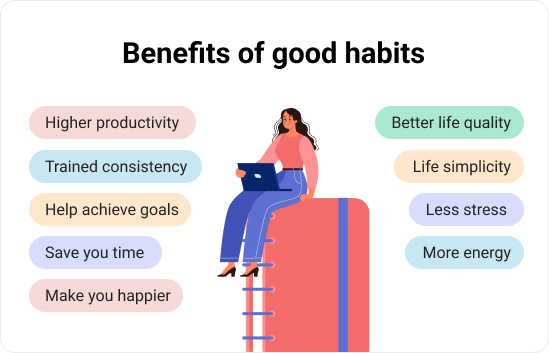 Benefits of good habits
Higher productivity
Trained consistency
Help achieve goals
Save you time
Make you happier
Better life quality
Life simplicity
Less stress
More energy